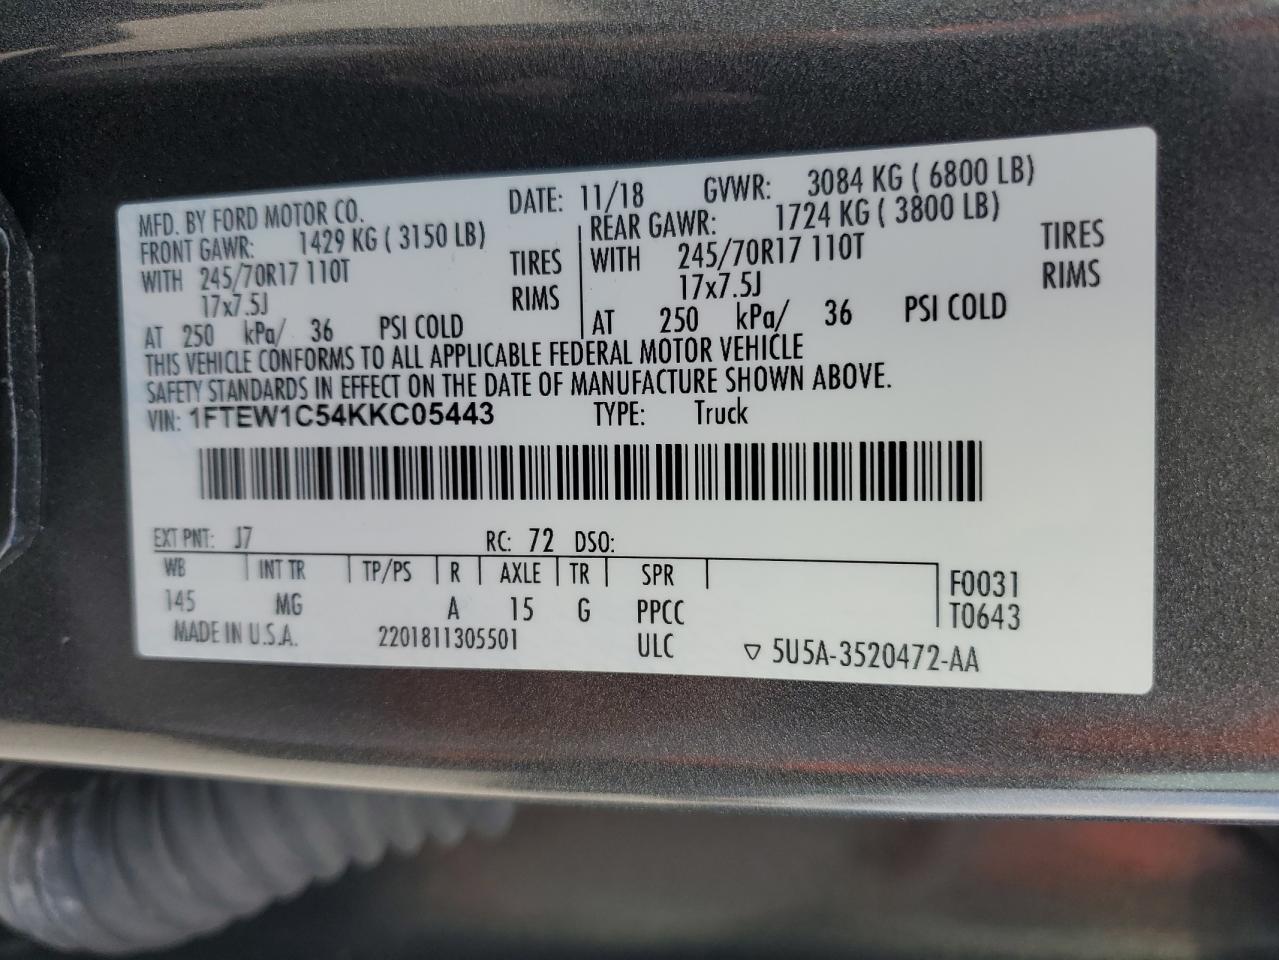 MFD. BY FORD MOTOR CO. DATE: 11/18 GVWR: 3084 KG ( 6800 LB)
FRONT GAWR: 1429 KG ( 3150 LB) REAR GAWR: 1724 KG ( 3800 LB)
WITH 245/70R17 110T TIRES WITH 245/70R17 110T TIRES
17x7.5J RIMS 17x7.5J RIMS
AT 250 kPa/ 36 PSI COLD AT 250 kPa/ 36 PSI COLD
THIS VEHICLE CONFORMS TO ALL APPLICABLE FEDERAL MOTOR VEHICLE
SAFETY STANDARDS IN EFFECT ON THE DATE OF MANUFACTURE SHOWN ABOVE.
VIN: 1FTEW1C54KKC05443 TYPE: Truck
EXT PNT: J7 RC: 72 DSO:
WB INT TR TP/PS R AXLE TR SPR F0031
145 MG A 15 G PPCC T0643
MADE IN U.S.A. 2201811305501 ULC ▽ 5U5A-3520472-AA